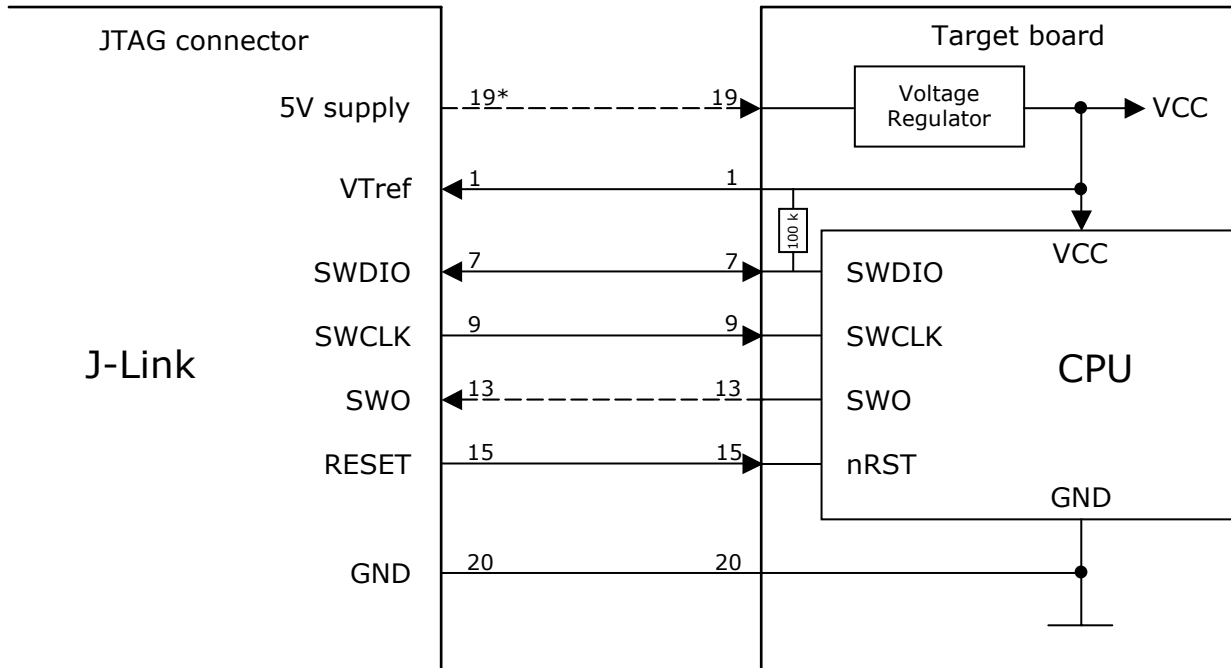 JTAG connector
Target board
5V supply 19* 19 Voltage Regulator VCC
VTref 1 1
100 k
VCC
SWDIO 7 7 SWDIO
SWCLK 9 9 SWCLK
J-Link
CPU
SWO 13 13 SWO
RESET 15 15 nRST
GND
GND 20 20